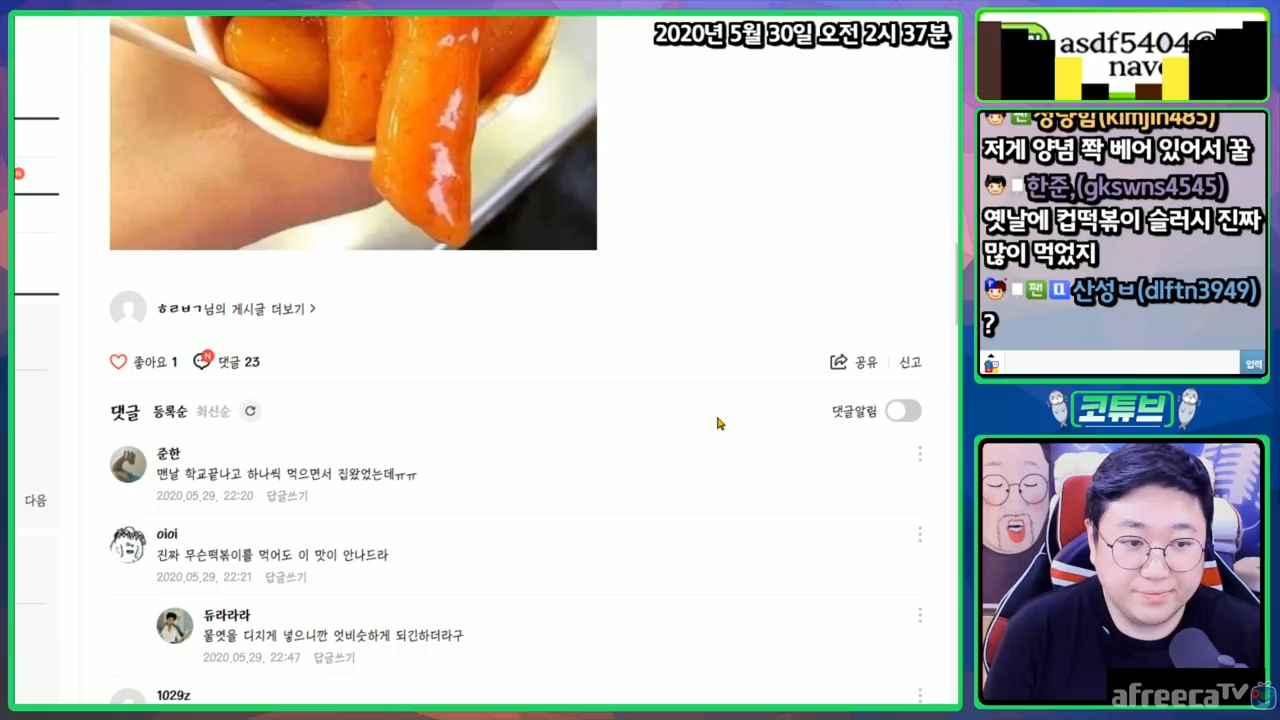 2020년 5월 30일 오전 2시 37분
ㅎㄹㅂㄱ님의 게시글 더보기 >
좋아요 1 댓글 23
공유 신고
댓글 등록순 최신순
댓글알림
준한
맨날 학교끝나고 하나씩 먹으면서 집왔었는데ㅠㅠ
2020.05.29. 22:20 답글쓰기
oioi
진짜 무슨떡볶이를 먹어도 이 맛이 안나드라
2020.05.29. 22:21 답글쓰기
듀라라라
물엿을 디지게 넣으니깐 엇비슷하게 되긴하더라구
2020.05.29. 22:47 답글쓰기
1029z
다음
N
N
asdf5404@
nave
팬
(kimjin485)
저게 양념 쫙 베어 있어서 꿀
한준,(gkswns4545)
옛날에 컵떡볶이 슬러시 진짜
많이 먹었지
팬 산성ㅂ(dlftn3949)
?
입력
코튜브
afreecaTV